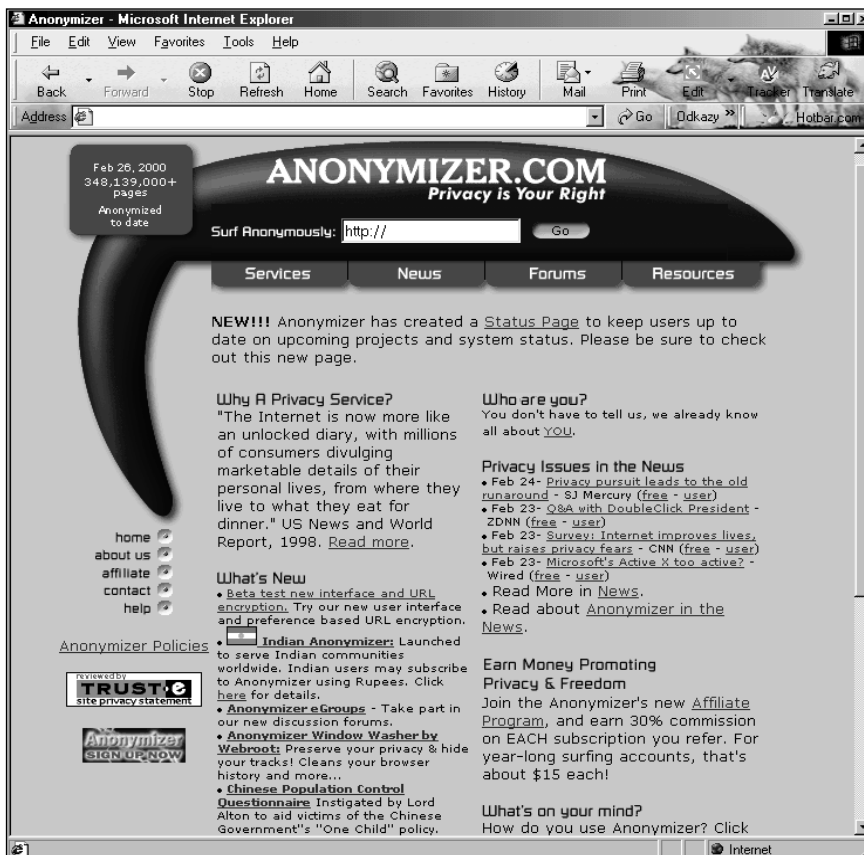 Anonymizer - Microsoft Internet Explorer
File Edit View Favorites Tools Help
Back Forward Stop Refresh Home Search Favorites History Mail Print Edit Tracker Translate
Address Go Odkazy » Hotbar.com
Feb 26, 2000
348,139,000+
pages
Anonymized
to date
ANONYMIZER.COM
Privacy is Your Right
Surf Anonymously: http:// Go
Services News Forums Resources
NEW!!! Anonymizer has created a Status Page to keep users up to
date on upcoming projects and system status. Please be sure to check
out this new page.
Why A Privacy Service?
"The Internet is now more like
an unlocked diary, with millions
of consumers divulging
marketable details of their
personal lives, from where they
live to what they eat for
dinner." US News and World
Report, 1998. Read more.
What's New
• Beta test new interface and URL
encryption. Try our new user interface
and preference based URL encryption.
• Indian Anonymizer: Launched
to serve Indian communities
worldwide. Indian users may subscribe
to Anonymizer using Rupees. Click
here for details.
• Anonymizer eGroups - Take part in
our new discussion forums.
• Anonymizer Window Washer by
Webroot: Preserve your privacy & hide
your tracks! Cleans your browser
history and more...
• Chinese Population Control
Questionnaire Instigated by Lord
Alton to aid victims of the Chinese
Government"s "One Child" policy.
Who are you?
You don't have to tell us, we already know
all about YOU.
Privacy Issues in the News
• Feb 24- Privacy pursuit leads to the old
runaround - SJ Mercury (free - user)
• Feb 23- Q&A with DoubleClick President -
ZDNN (free - user)
• Feb 23- Survey: Internet improves lives,
but raises privacy fears - CNN (free - user)
• Feb 23- Microsoft's Active X too active? -
Wired (free - user)
• Read More in News.
• Read about Anonymizer in the
News.
Earn Money Promoting
Privacy & Freedom
Join the Anonymizer's new Affiliate
Program, and earn 30% commission
on EACH subscription you refer. For
year-long surfing accounts, that's
about $15 each!
What's on your mind?
How do you use Anonymizer? Click
home
about us
affiliate
contact
help
Anonymizer Policies
reviewed by
TRUST·e
site privacy statement
Anonymizer
SIGN UP NOW
Internet